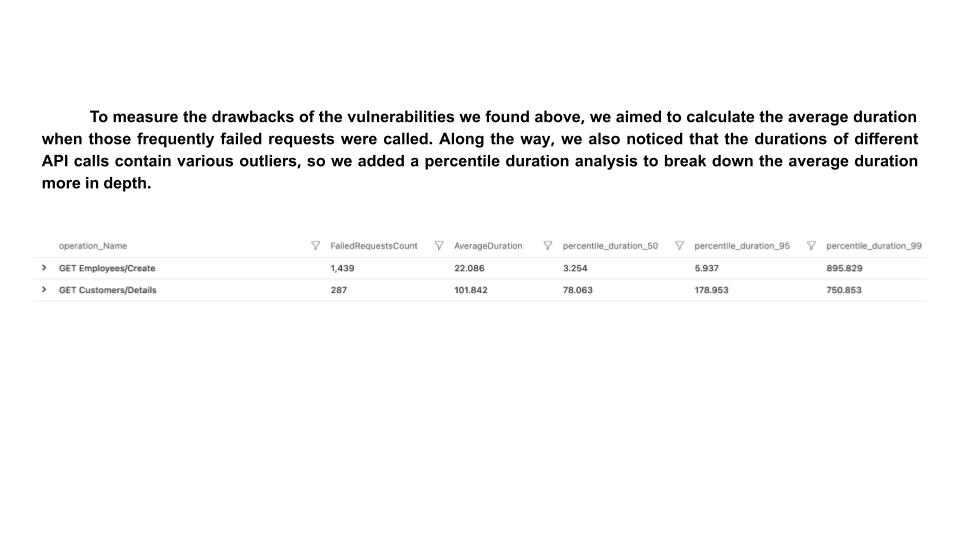 To measure the drawbacks of the vulnerabilities we found above, we aimed to calculate the average duration
when those frequently failed requests were called. Along the way, we also noticed that the durations of different
API calls contain various outliers, so we added a percentile duration analysis to break down the average duration
more in depth.
operation_Name FailedRequestsCount AverageDuration percentile_duration_50 percentile_duration_95 percentile_duration_99
GET Employees/Create 1,439 22.086 3.254 5.937 895.829
GET Customers/Details 287 101.842 78.063 178.953 750.853